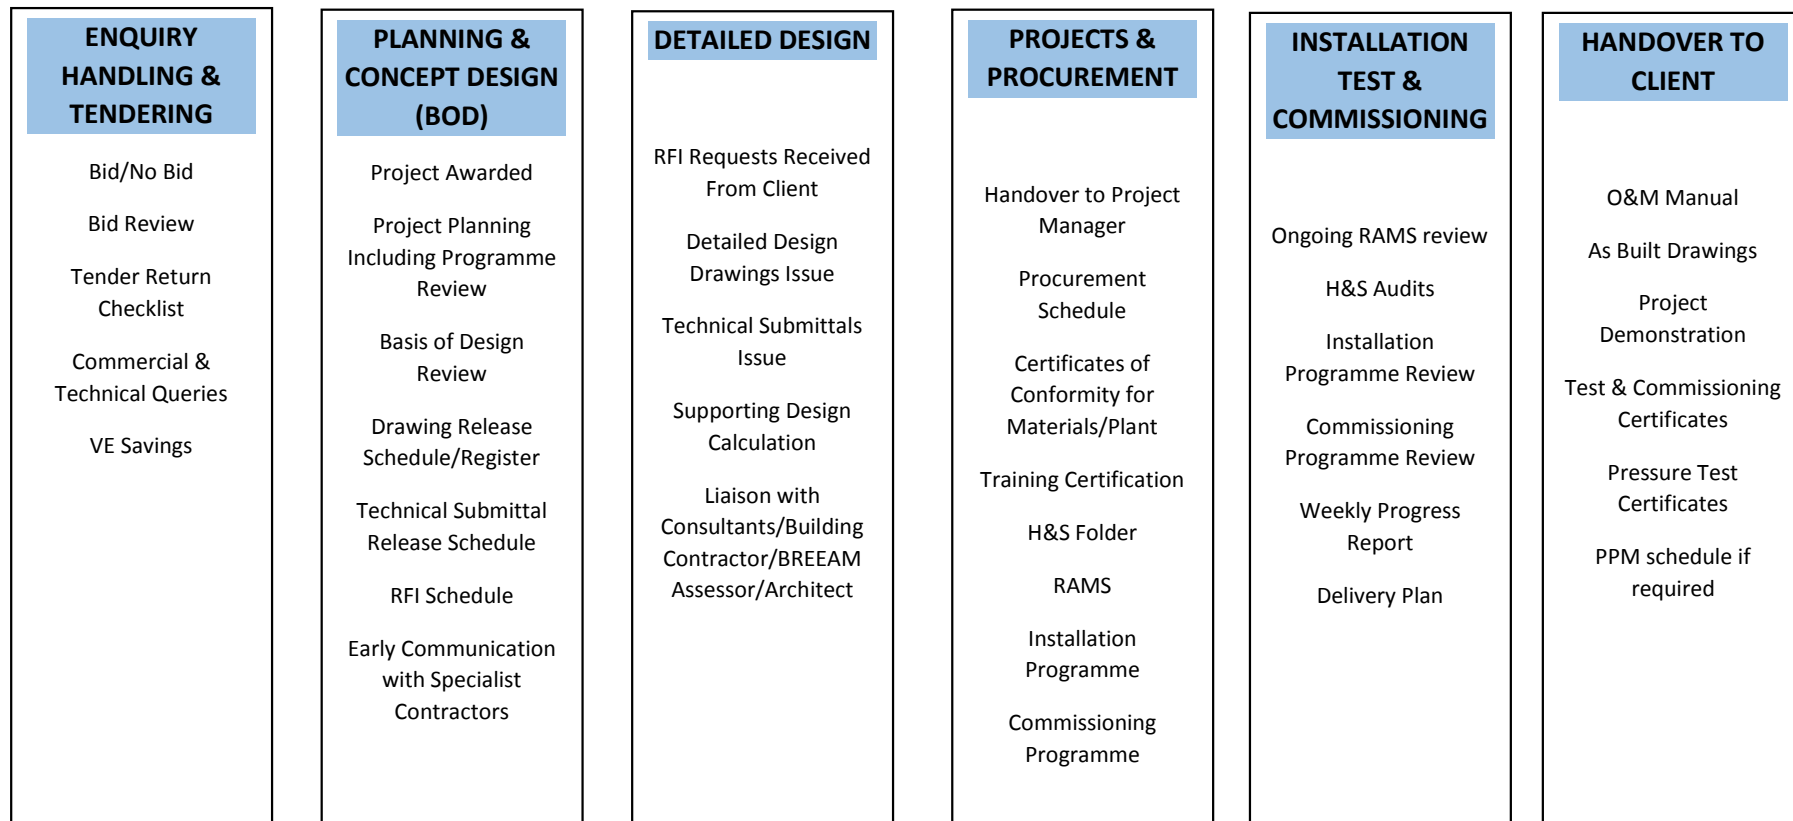 ENQUIRY
HANDLING &
TENDERING
Bid/No Bid
Bid Review
Tender Return
Checklist
Commercial &
Technical Queries
VE Savings
PLANNING &
CONCEPT DESIGN
(BOD)
Project Awarded
Project Planning
Including Programme
Review
Basis of Design
Review
Drawing Release
Schedule/Register
Technical Submittal
Release Schedule
RFI Schedule
Early Communication
with Specialist
Contractors
DETAILED DESIGN
RFI Requests Received
From Client
Detailed Design
Drawings Issue
Technical Submittals
Issue
Supporting Design
Calculation
Liaison with
Consultants/Building
Contractor/BREEAM
Assessor/Architect
PROJECTS &
PROCUREMENT
Handover to Project
Manager
Procurement
Schedule
Certificates of
Conformity for
Materials/Plant
Training Certification
H&S Folder
RAMS
Installation
Programme
Commissioning
Programme
INSTALLATION
TEST &
COMMISSIONING
Ongoing RAMS review
H&S Audits
Installation
Programme Review
Commissioning
Programme Review
Weekly Progress
Report
Delivery Plan
HANDOVER TO
CLIENT
O&M Manual
As Built Drawings
Project
Demonstration
Test & Commissioning
Certificates
Pressure Test
Certificates
PPM schedule if
required